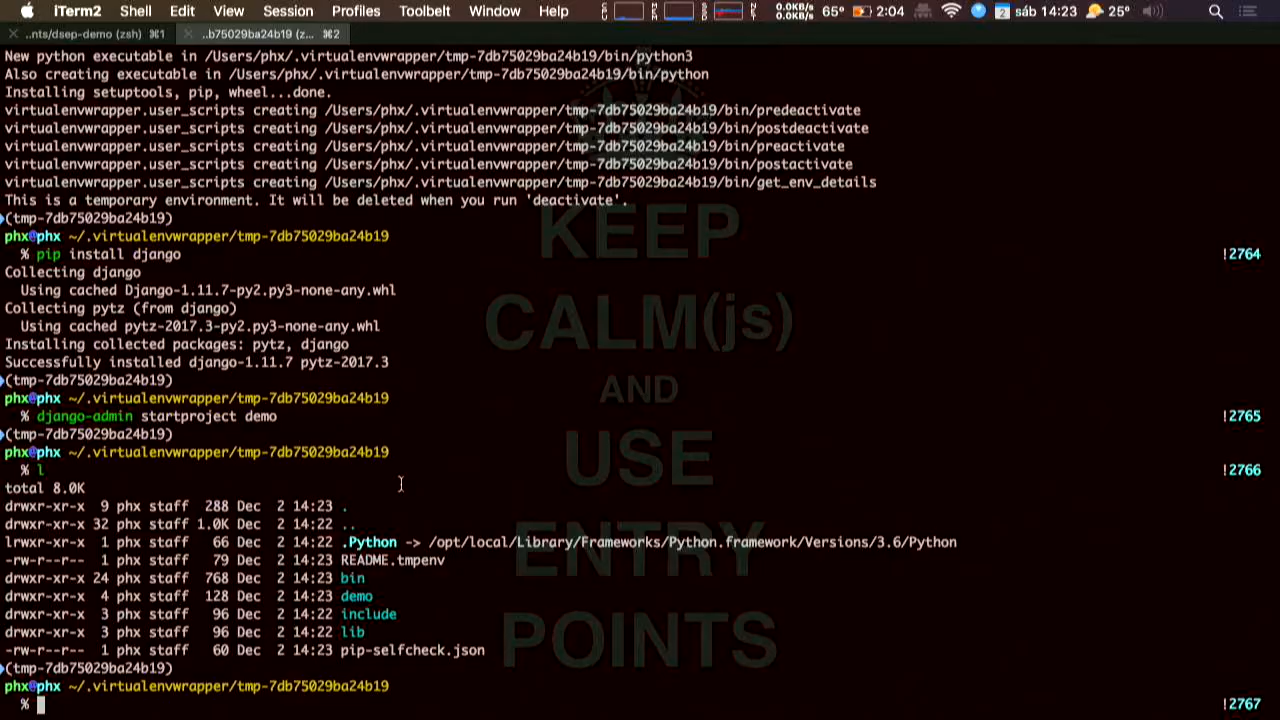 iTerm2 Shell Edit View Session Profiles Toolbelt Window Help 0.0KB/s 0.0KB/s 65° 2:04 2 sáb 14:23 25°
..nts/dsep-demo (zsh) ⌘1 ..b75029ba24b19 (z... ⌘2
New python executable in /Users/phx/.virtualenvwrapper/tmp-7db75029ba24b19/bin/python3
Also creating executable in /Users/phx/.virtualenvwrapper/tmp-7db75029ba24b19/bin/python
Installing setuptools, pip, wheel...done.
virtualenvwrapper.user_scripts creating /Users/phx/.virtualenvwrapper/tmp-7db75029ba24b19/bin/predeactivate
virtualenvwrapper.user_scripts creating /Users/phx/.virtualenvwrapper/tmp-7db75029ba24b19/bin/postdeactivate
virtualenvwrapper.user_scripts creating /Users/phx/.virtualenvwrapper/tmp-7db75029ba24b19/bin/preactivate
virtualenvwrapper.user_scripts creating /Users/phx/.virtualenvwrapper/tmp-7db75029ba24b19/bin/postactivate
virtualenvwrapper.user_scripts creating /Users/phx/.virtualenvwrapper/tmp-7db75029ba24b19/bin/get_env_details
This is a temporary environment. It will be deleted when you run 'deactivate'.
(tmp-7db75029ba24b19)
phx@phx ~/.virtualenvwrapper/tmp-7db75029ba24b19
% pip install django !2764
Collecting django
Using cached Django-1.11.7-py2.py3-none-any.whl
Collecting pytz (from django)
Using cached pytz-2017.3-py2.py3-none-any.whl
Installing collected packages: pytz, django
Successfully installed django-1.11.7 pytz-2017.3
(tmp-7db75029ba24b19)
phx@phx ~/.virtualenvwrapper/tmp-7db75029ba24b19
% django-admin startproject demo !2765
(tmp-7db75029ba24b19)
phx@phx ~/.virtualenvwrapper/tmp-7db75029ba24b19
% l !2766
total 8.0K
drwxr-xr-x 9 phx staff 288 Dec 2 14:23 .
drwxr-xr-x 32 phx staff 1.0K Dec 2 14:22 ..
lrwxr-xr-x 1 phx staff 66 Dec 2 14:22 .Python -> /opt/local/Library/Frameworks/Python.framework/Versions/3.6/Python
-rw-r--r-- 1 phx staff 79 Dec 2 14:23 README.tmpenv
drwxr-xr-x 24 phx staff 768 Dec 2 14:23 bin
drwxr-xr-x 4 phx staff 128 Dec 2 14:23 demo
drwxr-xr-x 3 phx staff 96 Dec 2 14:22 include
drwxr-xr-x 3 phx staff 96 Dec 2 14:22 lib
-rw-r--r-- 1 phx staff 60 Dec 2 14:23 pip-selfcheck.json
(tmp-7db75029ba24b19)
phx@phx ~/.virtualenvwrapper/tmp-7db75029ba24b19
% !2767
KEEP
CALM(js)
AND
USE
ENTRY
POINTS